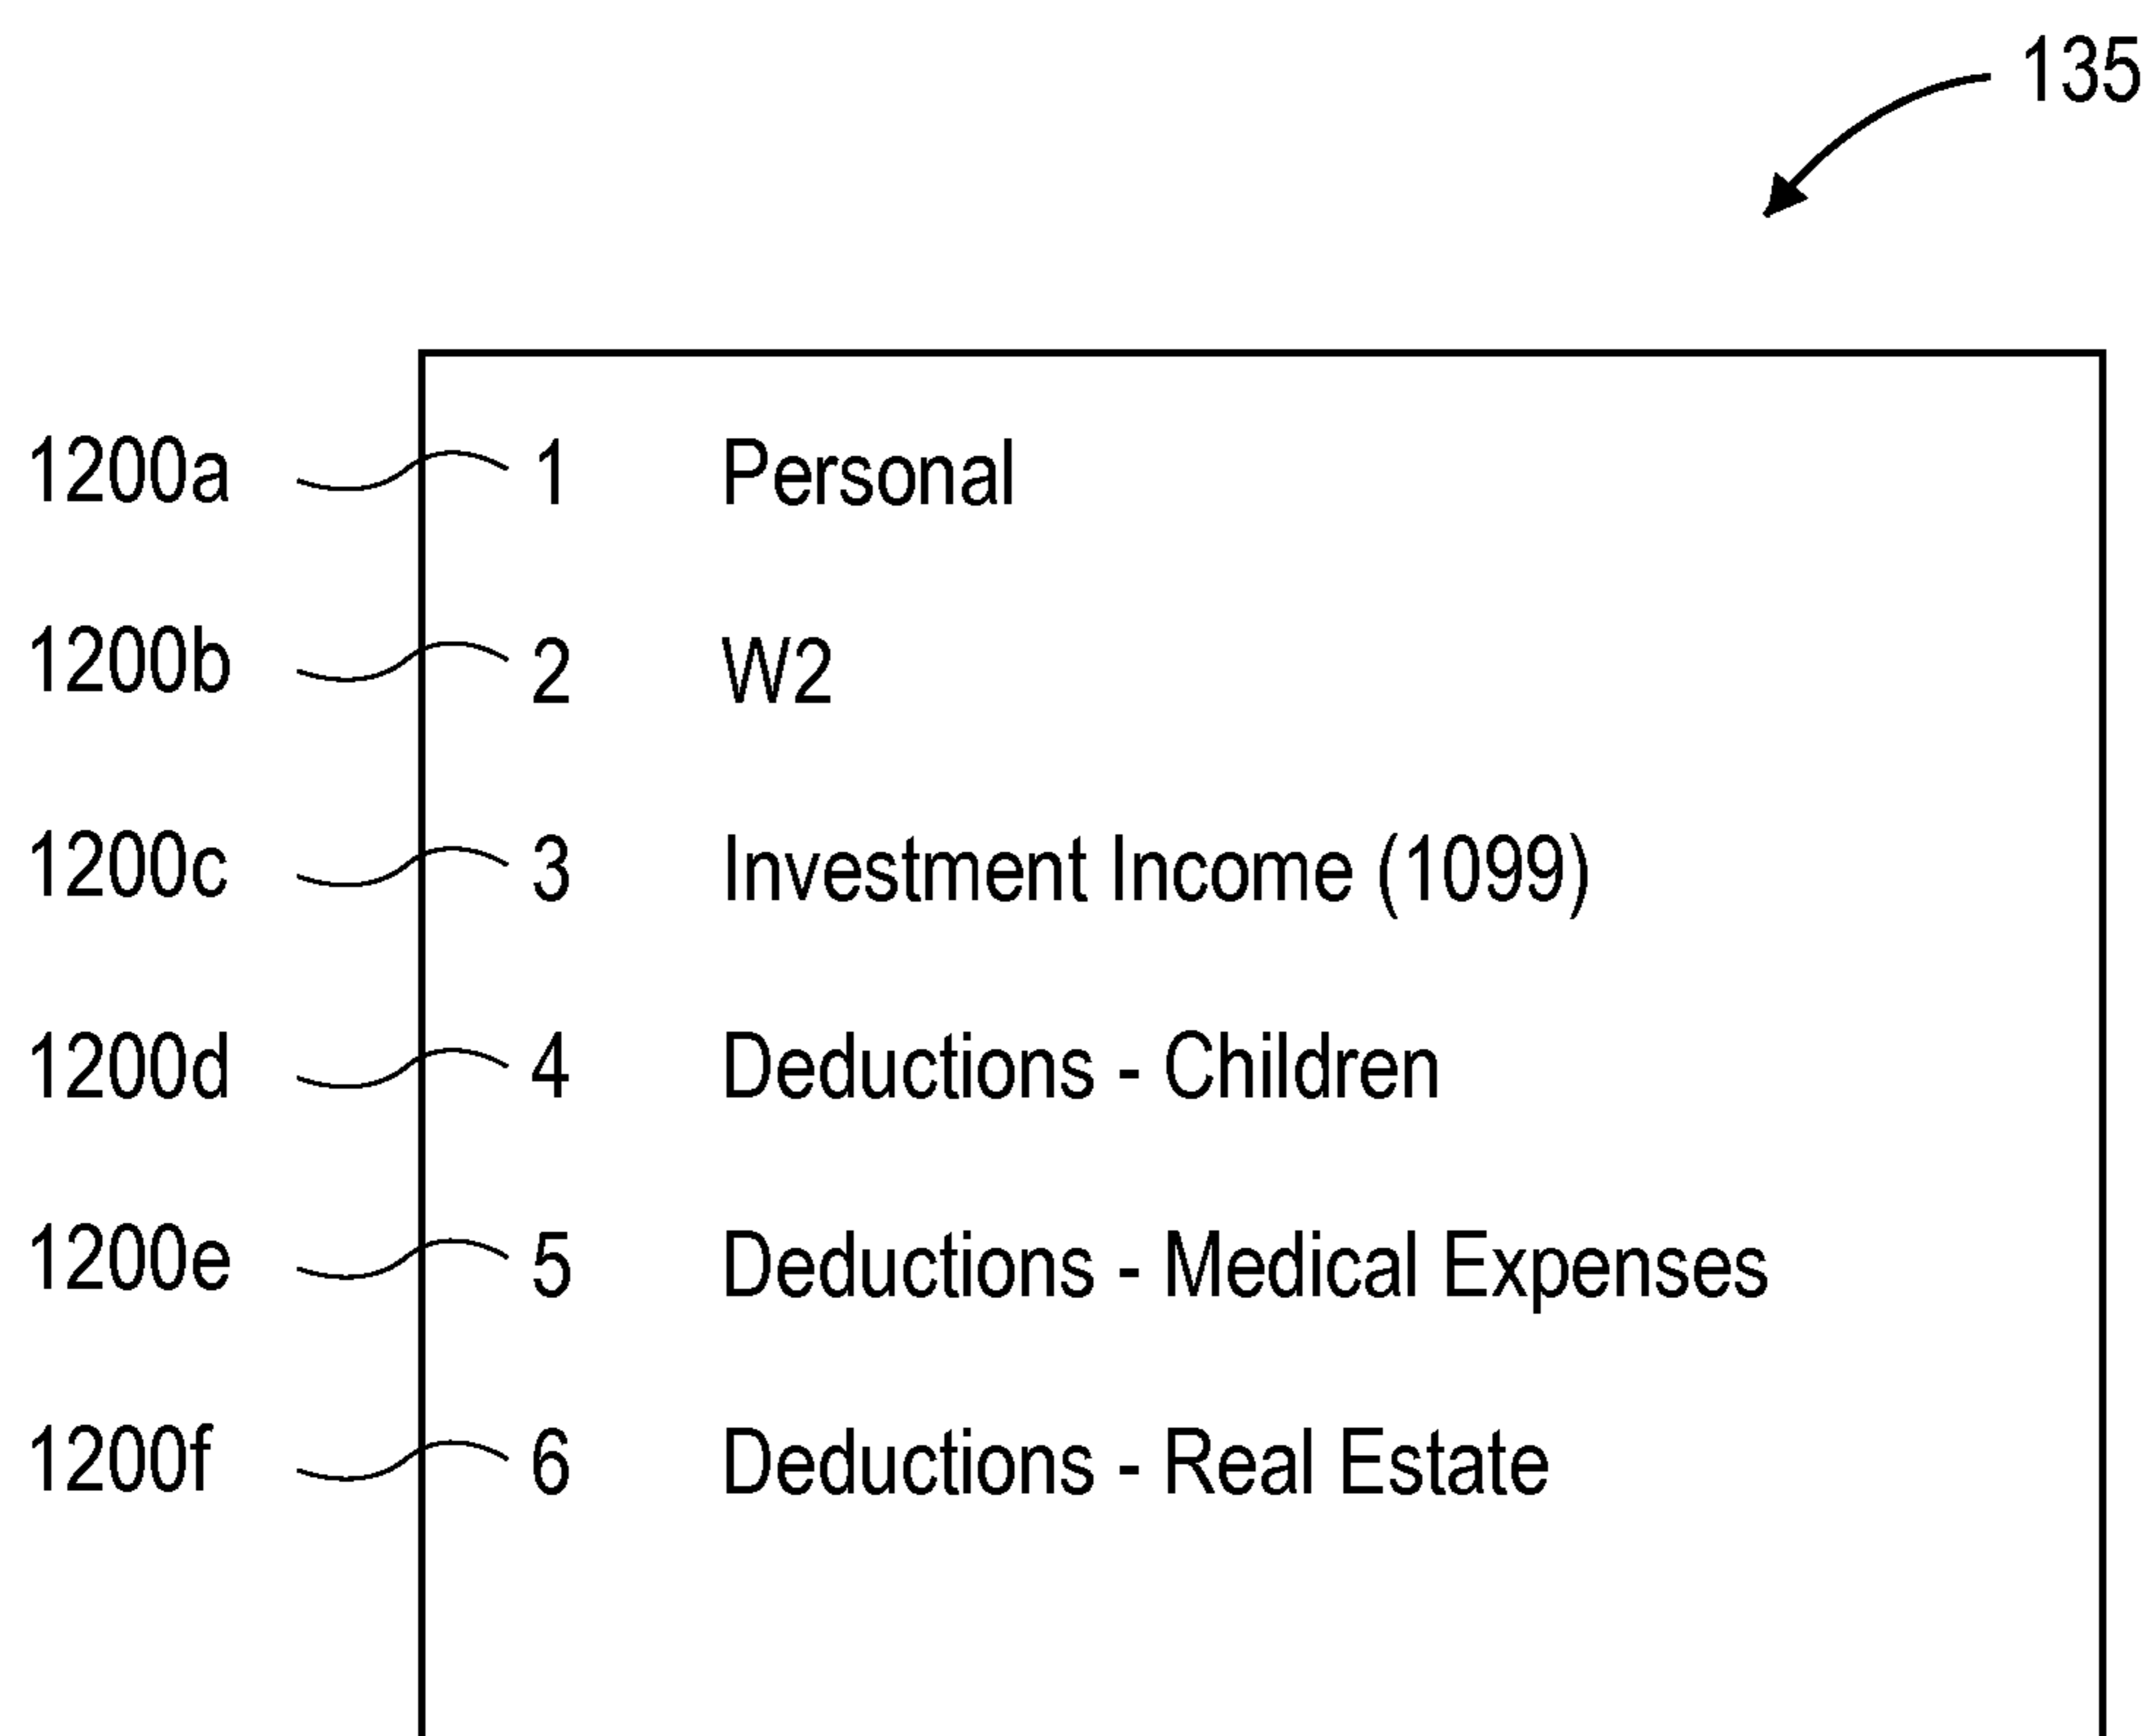 135
1200a 1 Personal
1200b 2 W2
1200c 3 Investment Income (1099)
1200d 4 Deductions - Children
1200e 5 Deductions - Medical Expenses
1200f 6 Deductions - Real Estate